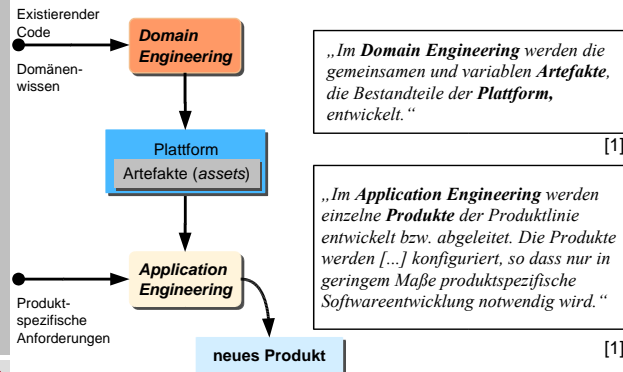 Existierender
Code
Domänen-
wissen
Domain
Engineering
Plattform
Artefakte (assets)
Application
Engineering
Produkt-
spezifische
Anforderungen
neues Produkt
„Im Domain Engineering werden die
gemeinsamen und variablen Artefakte,
die Bestandteile der Plattform,
entwickelt.“
[1]
„Im Application Engineering werden
einzelne Produkte der Produktlinie
entwickelt bzw. abgeleitet. Die Produkte
werden [...] konfiguriert, so dass nur in
geringem Maße produktspezifische
Softwareentwicklung notwendig wird.“
[1]